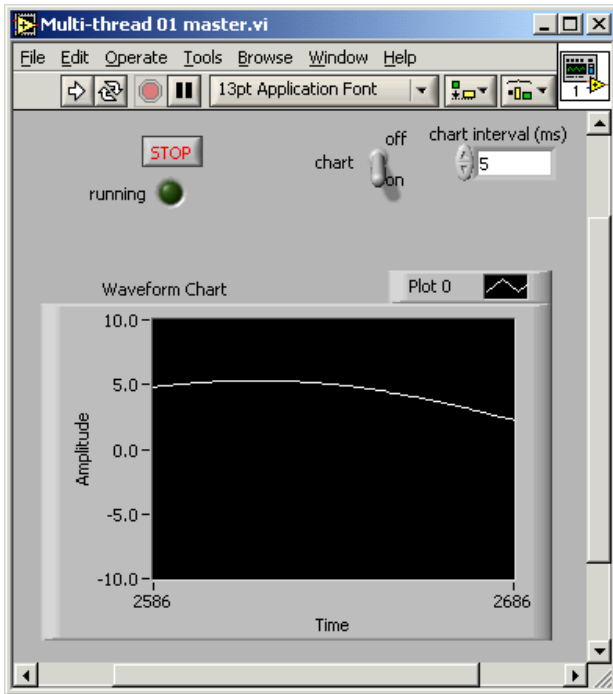 Multi-thread 01 master.vi
File Edit Operate Tools Browse Window Help
13pt Application Font
1
STOP
running
chart
off
on
chart interval (ms)
5
Waveform Chart
Plot 0
10.0
5.0
0.0
-5.0
-10.0
Amplitude
2586
2686
Time